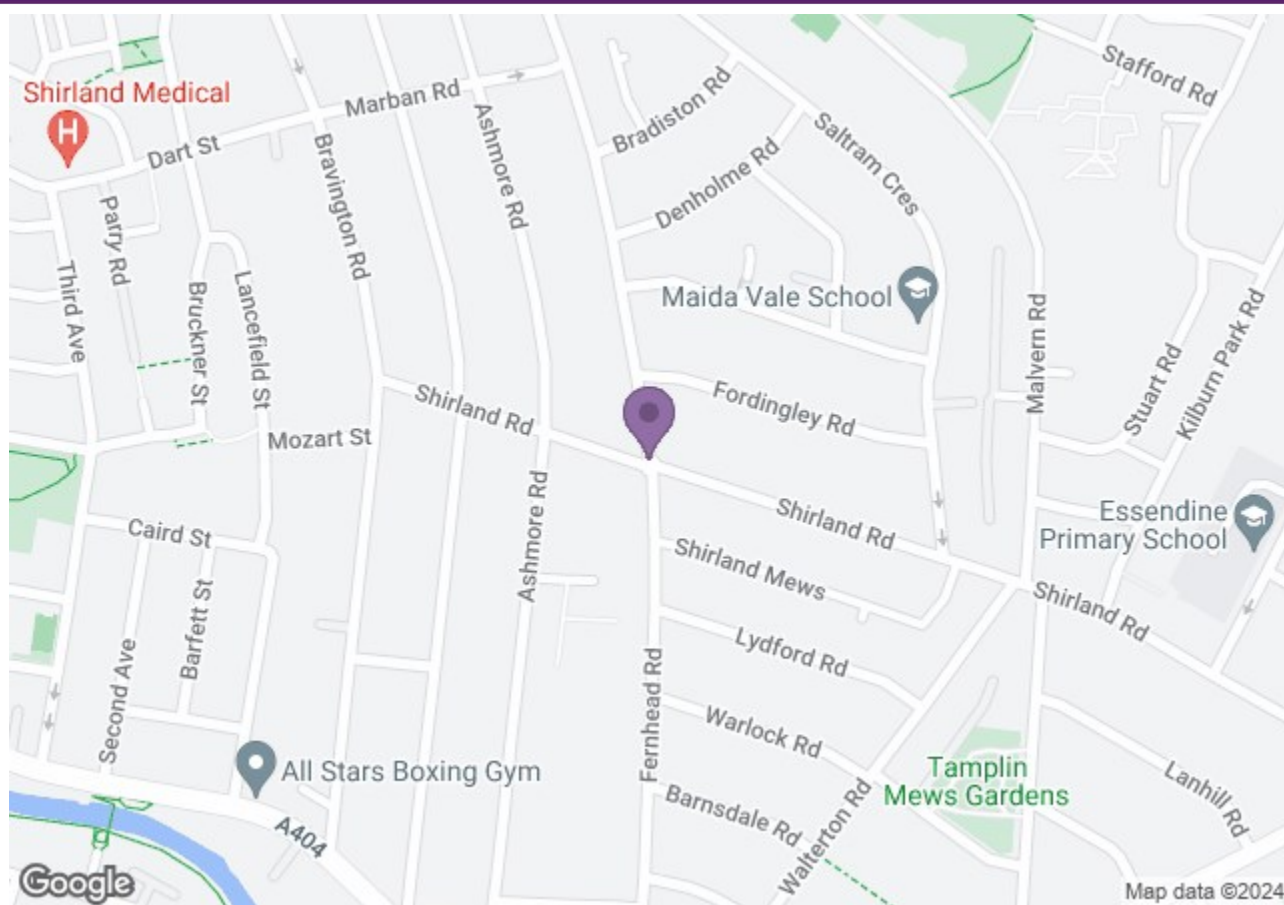 Stafford Rd
Shirland Medical
H
Marban Rd
Dart St
Bradiston Rd
Ashmore Rd
Saltram Cres
Denholme Rd
Bravington Rd
Parry Rd
Third Ave
Bruckner St
Lancefield St
Maida Vale School
Malvern Rd
Stuart Rd
Kilburn Park Rd
Shirland Rd
Fordingley Rd
Mozart St
Ashmore Rd
Shirland Rd
Essendine
Primary School
Caird St
Shirland Mews
Barfett St
Second Ave
Shirland Rd
Lydford Rd
Fernhead Rd
Warlock Rd
All Stars Boxing Gym
Tamplin
Mews Gardens
Lanhill Rd
Barnsdale Rd
Walterton Rd
A404
Google
Map data ©2024